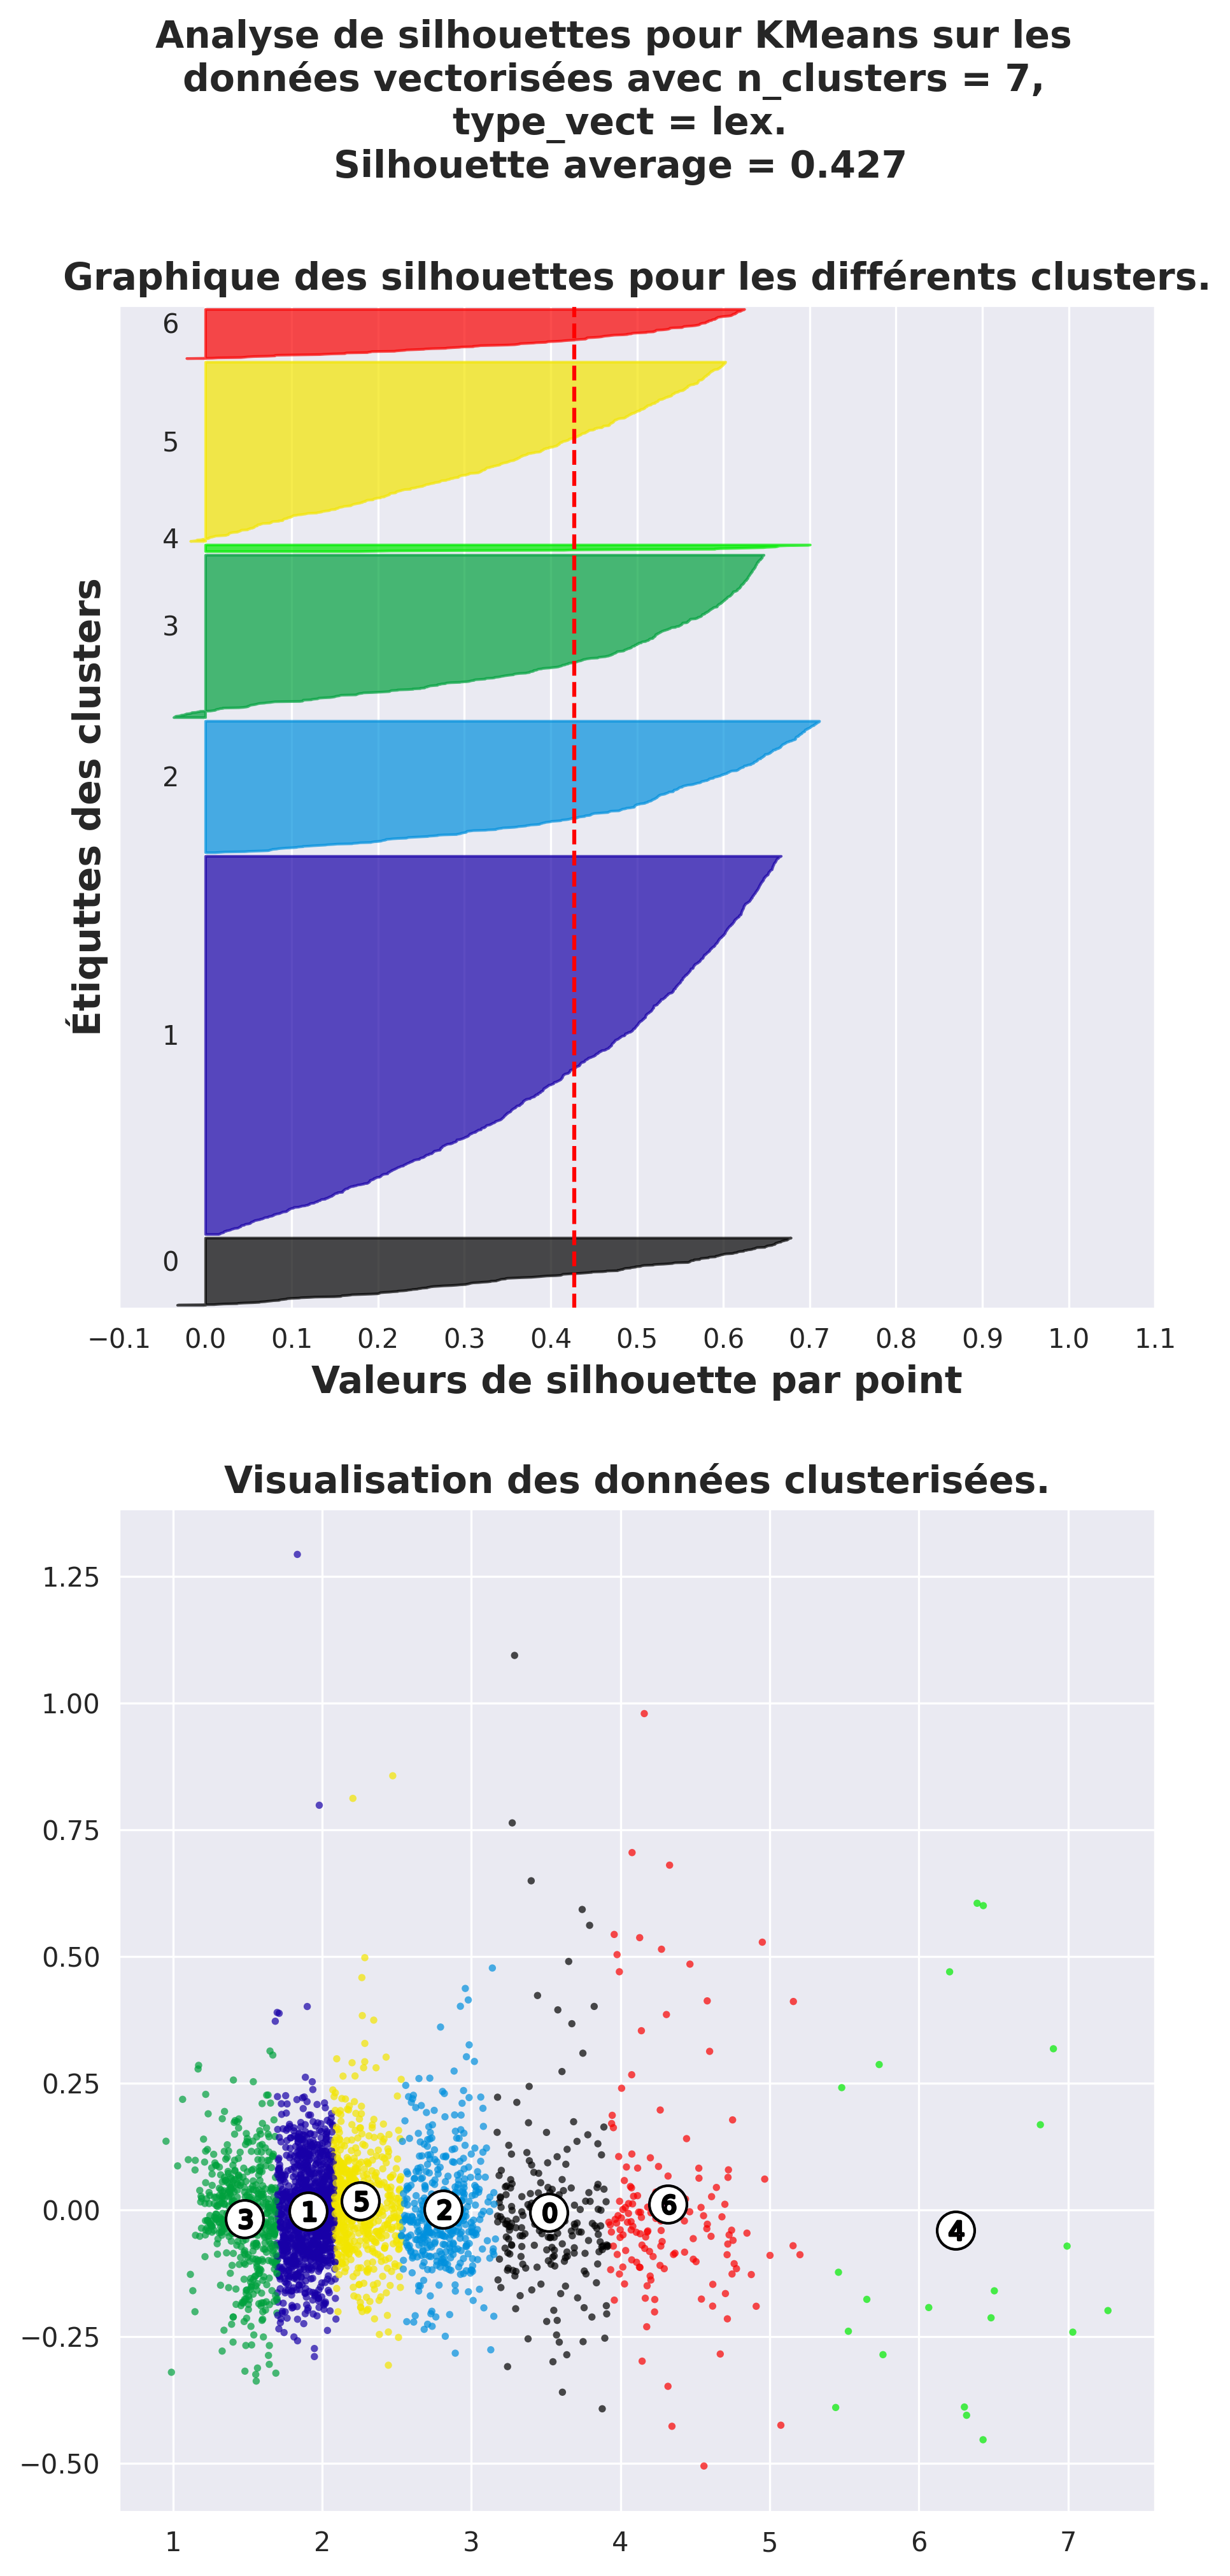 Analyse de silhouettes pour KMeans sur les
données vectorisées avec n_clusters = 7,
type_vect = lex.
Silhouette average = 0.427
Graphique des silhouettes pour les différents clusters.
6
5
4
3
2
1
0
Étiquttes des clusters
−0.1 0.0 0.1 0.2 0.3 0.4 0.5 0.6 0.7 0.8 0.9 1.0 1.1
Valeurs de silhouette par point
Visualisation des données clusterisées.
1.25
1.00
0.75
0.50
0.25
0.00
−0.25
−0.50
3 1 5 2 0 6 4
1 2 3 4 5 6 7